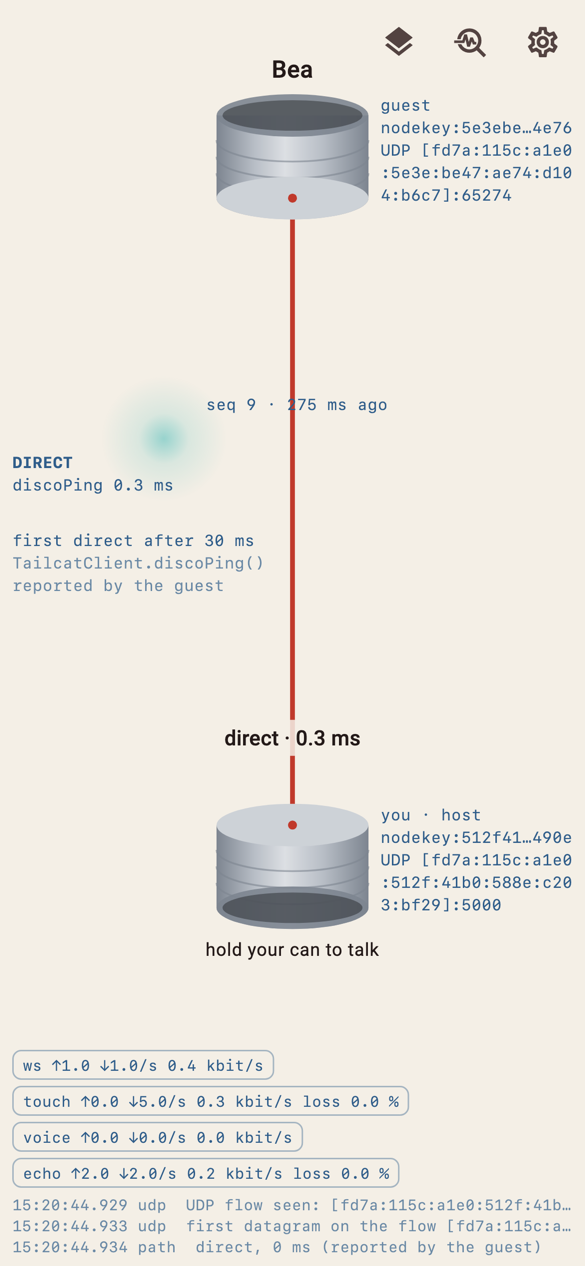 Bea
guest
nodekey:5e3ebe…4e76
UDP [fd7a:115c:a1e0
:5e3e:be47:ae74:d10
4:b6c7]:65274
seq 9 · 275 ms ago
DIRECT
discoPing 0.3 ms
first direct after 30 ms
TailcatClient.discoPing()
reported by the guest
direct · 0.3 ms
you · host
nodekey:512f41…490e
UDP [fd7a:115c:a1e0
:512f:41b0:588e:c20
3:bf29]:5000
hold your can to talk
ws ↑1.0 ↓1.0/s 0.4 kbit/s
touch ↑0.0 ↓5.0/s 0.3 kbit/s loss 0.0 %
voice ↑0.0 ↓0.0/s 0.0 kbit/s
echo ↑2.0 ↓2.0/s 0.2 kbit/s loss 0.0 %
15:20:44.929 udp  UDP flow seen: [fd7a:115c:a1e0:512f:41b…
15:20:44.933 udp  first datagram on the flow [fd7a:115c:a…
15:20:44.934 path  direct, 0 ms (reported by the guest)